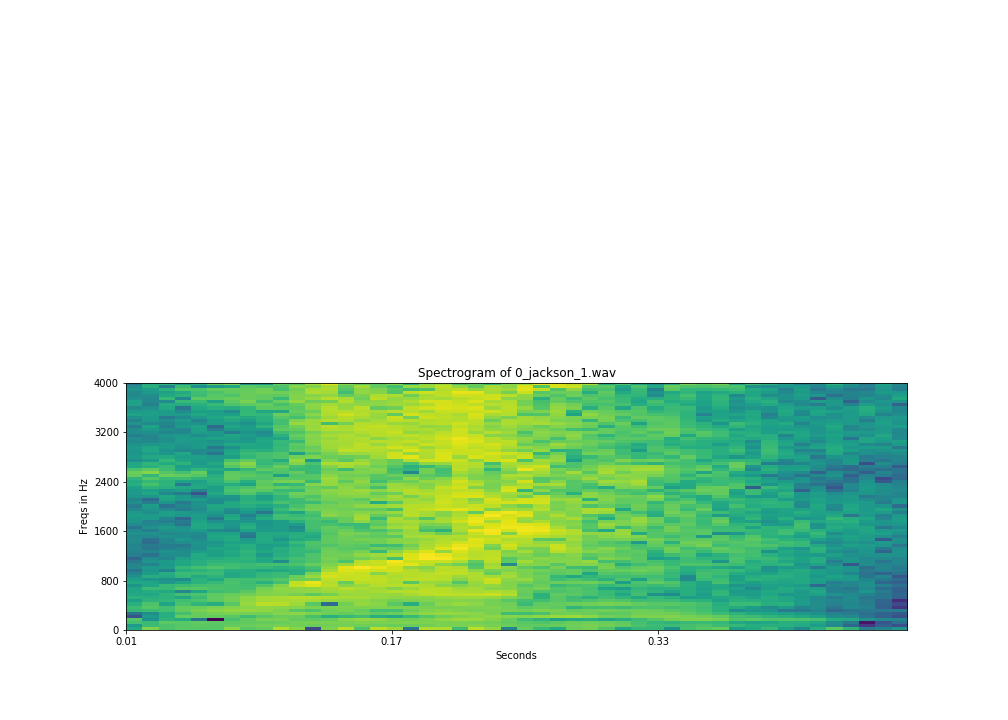 Spectrogram of 0_jackson_1.wav
4000
3200
2400
1600
800
0
Freqs in Hz
0.01 0.17 0.33
Seconds